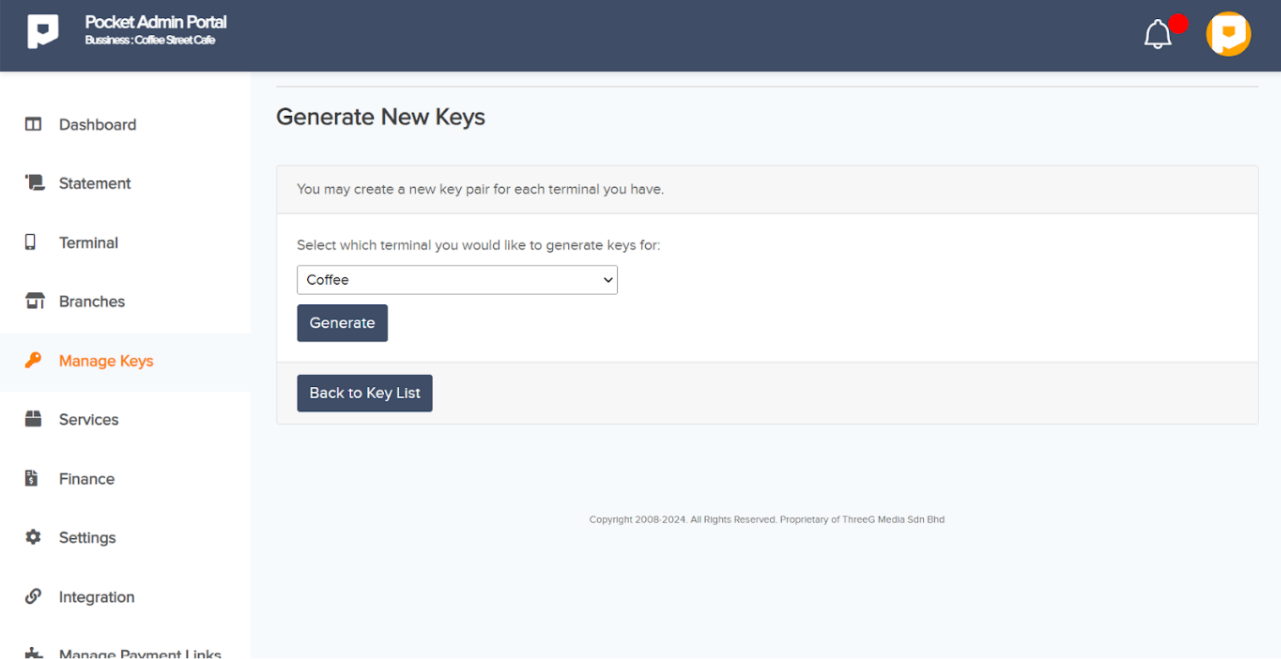 Pocket Admin Portal
Bussiness : Coffee Street Cafe
Dashboard
Statement
Terminal
Branches
Manage Keys
Services
Finance
Settings
Integration
Manage Payment Links
Generate New Keys
You may create a new key pair for each terminal you have.
Select which terminal you would like to generate keys for:
Coffee
Generate
Back to Key List
Copyright 2008-2024. All Rights Reserved. Proprietary of ThreeG Media Sdn Bhd